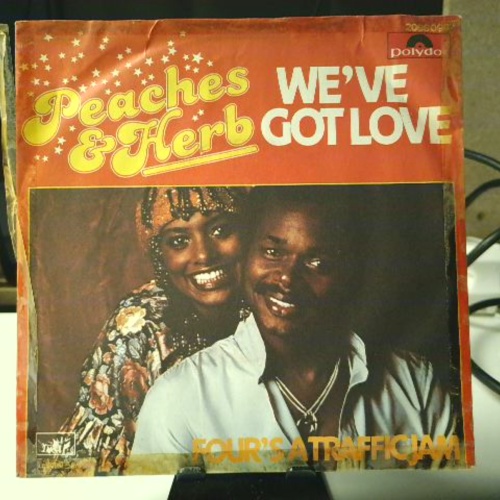 Peaches
& Herb
WE'VE
GOT LOVE
polydor
FOUR'S A TRAFFIC JAM